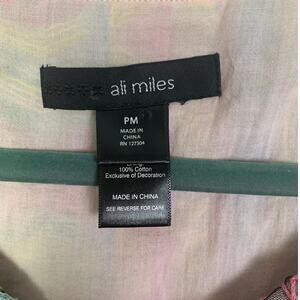 ali miles
PM
MADE IN
CHINA
RN 127304
100% Cotton
Exclusive of Decoration
MADE IN CHINA
SEE REVERSE FOR CARE